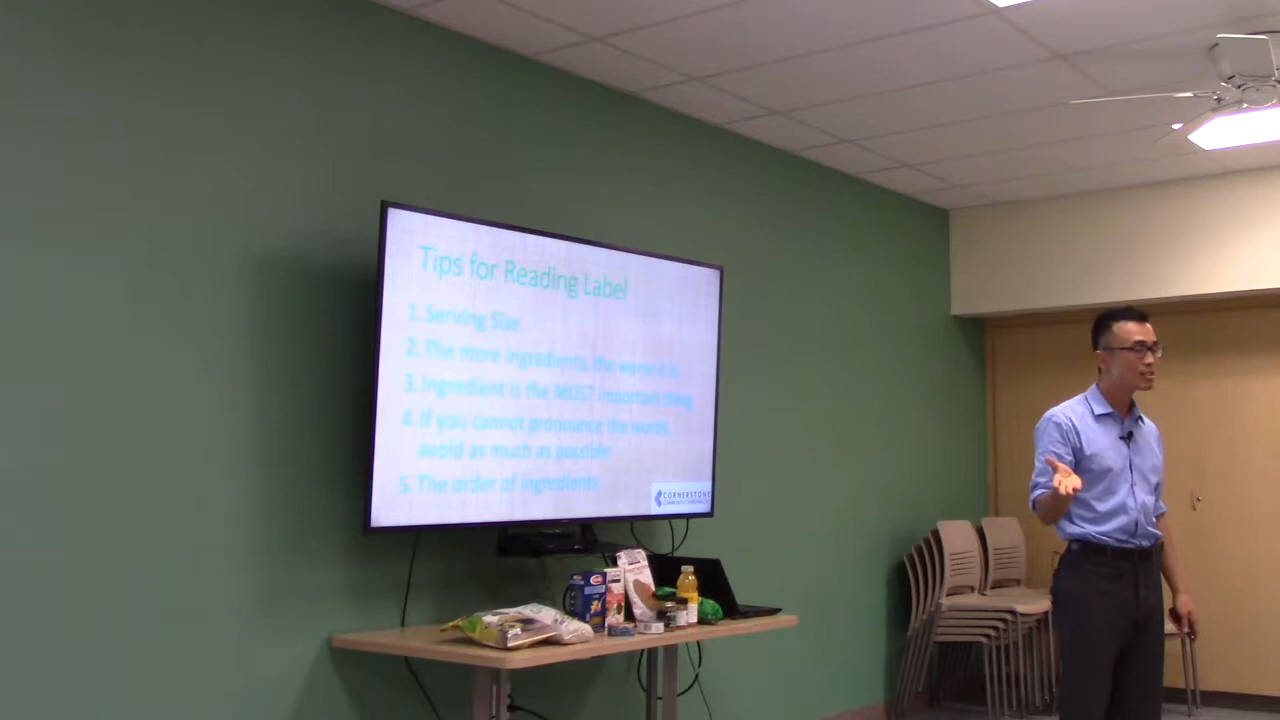 Tips for Reading Label
1. Serving Size
2. The more ingredients, the worse it is
3. Ingredient is the MOST important thing
4. If you cannot pronounce the words,
avoid as much as possible
5. The order of ingredients
CORNERSTONE
COMMUNITY CHIROPRACTIC